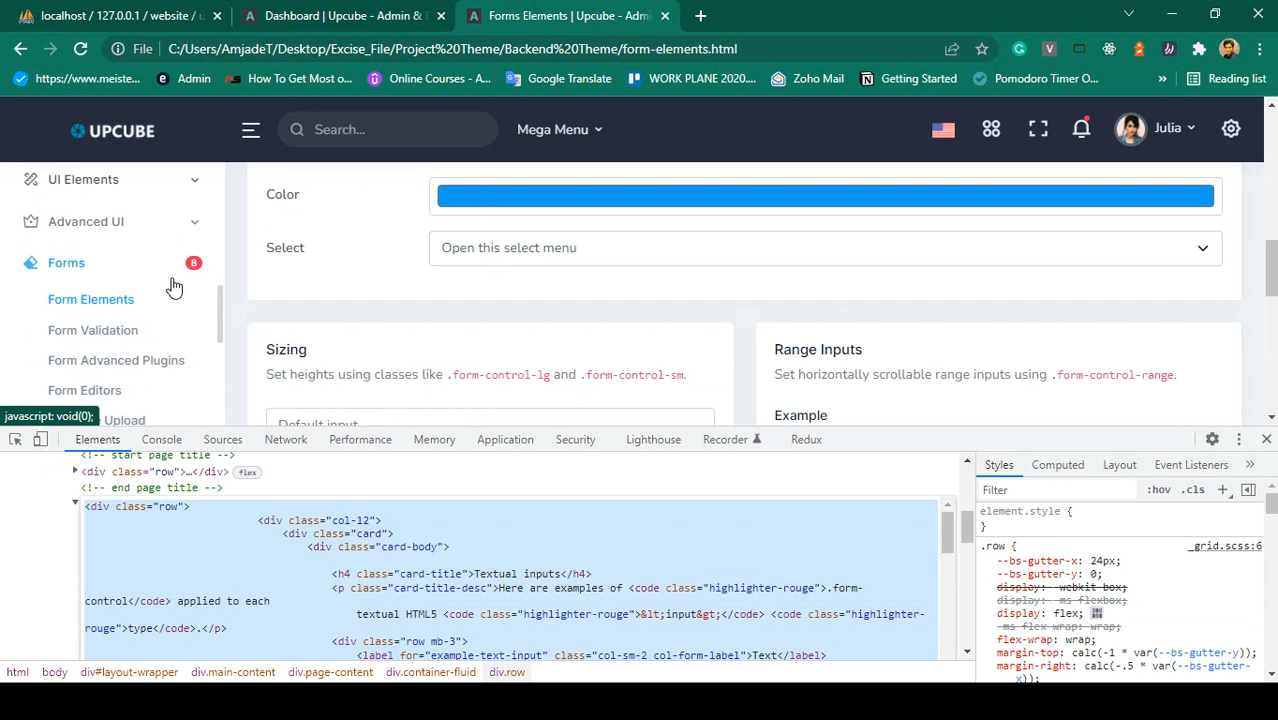 localhost / 127.0.0.1 / website / u
Dashboard | Upcube - Admin &
Forms Elements | Upcube - Admi
File
C:/Users/AmjadeT/Desktop/Excise_File/Project%20Theme/Backend%20Theme/form-elements.html
https://www.meiste...
Admin
How To Get Most o...
Online Courses - A...
Google Translate
WORK PLANE 2020....
Zoho Mail
Getting Started
Pomodoro Timer O...
»
Reading list
UPCUBE
Search...
Mega Menu
Julia
UI Elements
Advanced UI
Forms
8
Form Elements
Form Validation
Form Advanced Plugins
Form Editors
Upload
javascript: void(0);
Color
Select
Open this select menu
Sizing
Set heights using classes like .form-control-lg and .form-control-sm.
Default input
Range Inputs
Set horizontally scrollable range inputs using .form-control-range.
Example
Elements
Console
Sources
Network
Performance
Memory
Application
Security
Lighthouse
Recorder
Redux
<!-- start page title -->
<div class="row">…</div> flex
<!-- end page title -->
<div class="row">
<div class="col-12">
<div class="card">
<div class="card-body">
<h4 class="card-title">Textual inputs</h4>
<p class="card-title-desc">Here are examples of <code class="highlighter-rouge">.form-
control</code> applied to each
textual HTML5 <code class="highlighter-rouge">&lt;input&gt;</code> <code class="highlighter-
rouge">type</code>.</p>
<div class="row mb-3">
<label for="example-text-input" class="col-sm-2 col-form-label">Text</label>
html
body
div#layout-wrapper
div.main-content
div.page-content
div.container-fluid
div.row
Styles
Computed
Layout
Event Listeners
»
Filter
:hov .cls
element.style {
}
.row { _grid.scss:6
--bs-gutter-x: 24px;
--bs-gutter-y: 0;
display: -webkit-box;
display: -ms-flexbox;
display: flex;
-ms-flex-wrap: wrap;
flex-wrap: wrap;
margin-top: calc(-1 * var(--bs-gutter-y));
margin-right: calc(-.5 * var(--bs-gutter-
x));